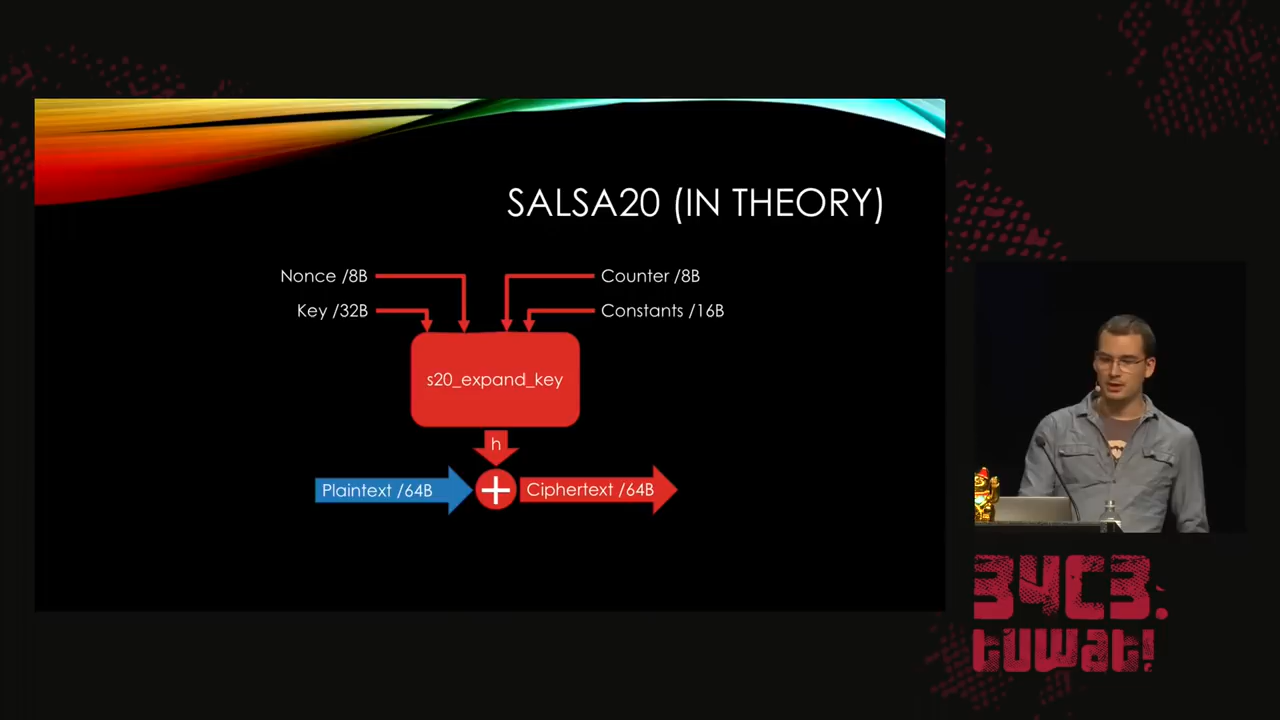 SALSA20 (IN THEORY)
Nonce /8B
Counter /8B
Key /32B
Constants /16B
s20_expand_key
h
Plaintext /64B
Ciphertext /64B
34C3.
tuwat!